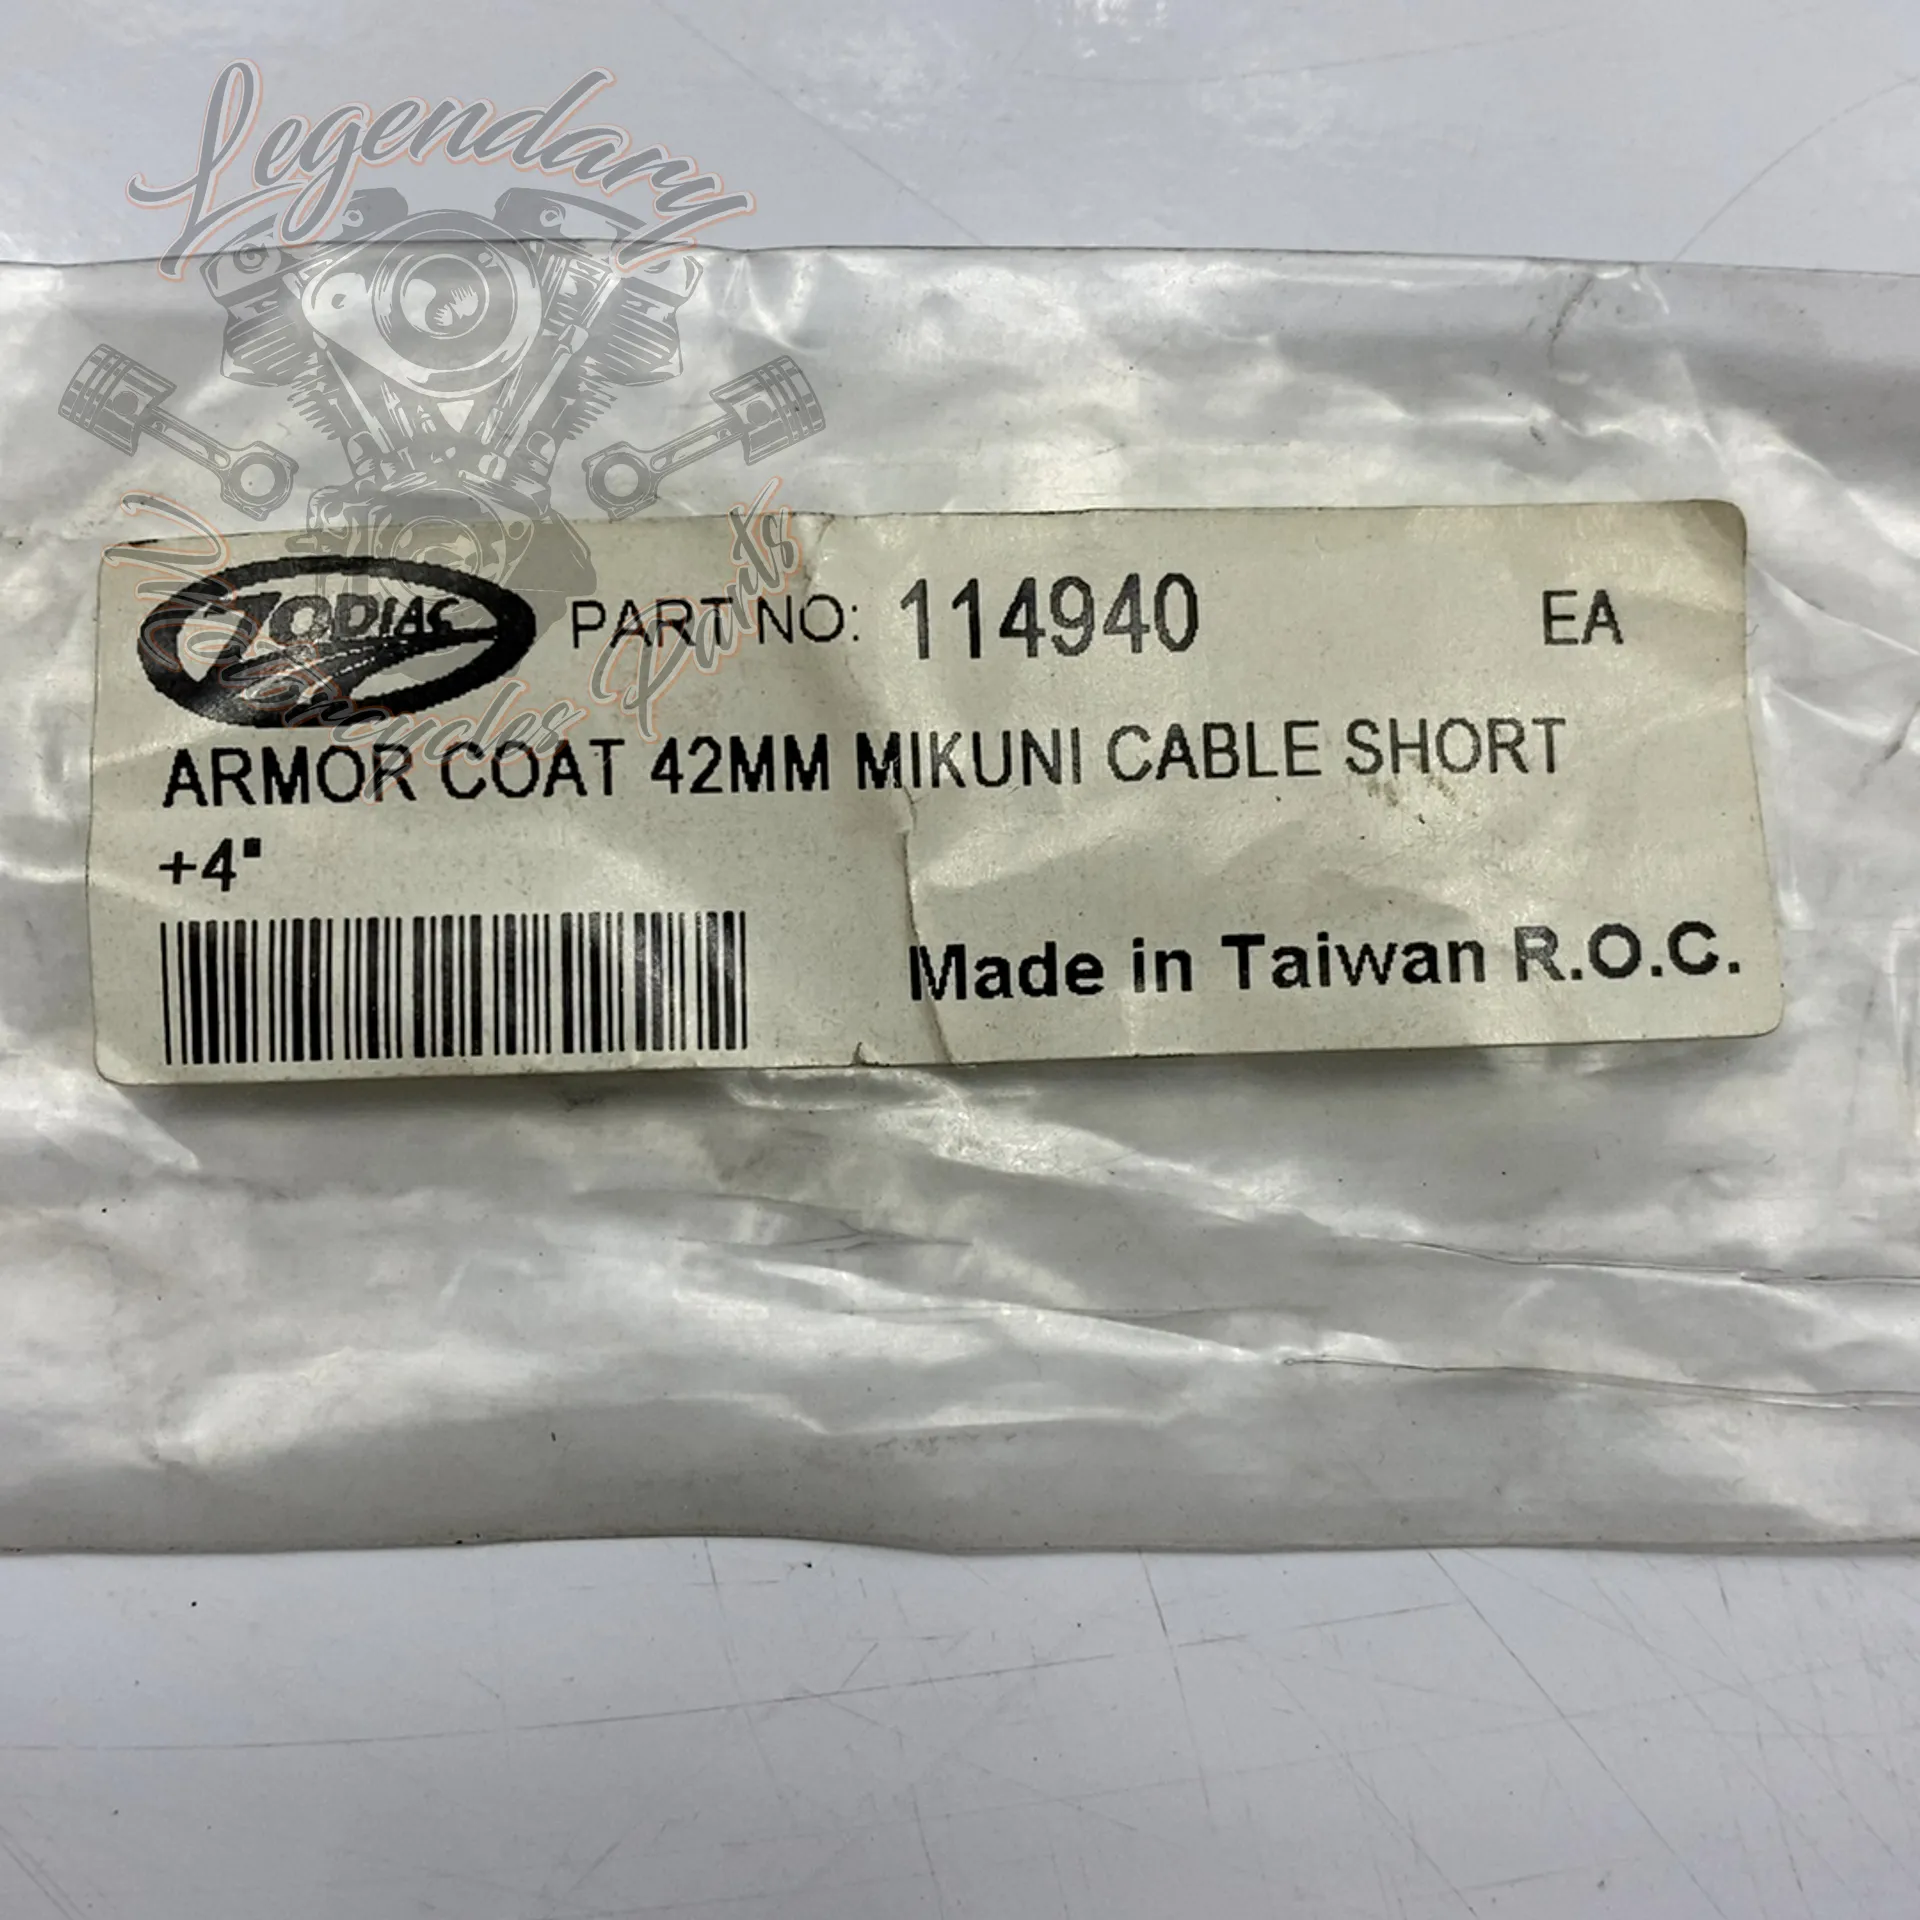 Legendary
ZODIAC PART NO: 114940 EA
Motorcycles Parts
ARMOR COAT 42MM MIKUNI CABLE SHORT
+4"
Made in Taiwan R.O.C.